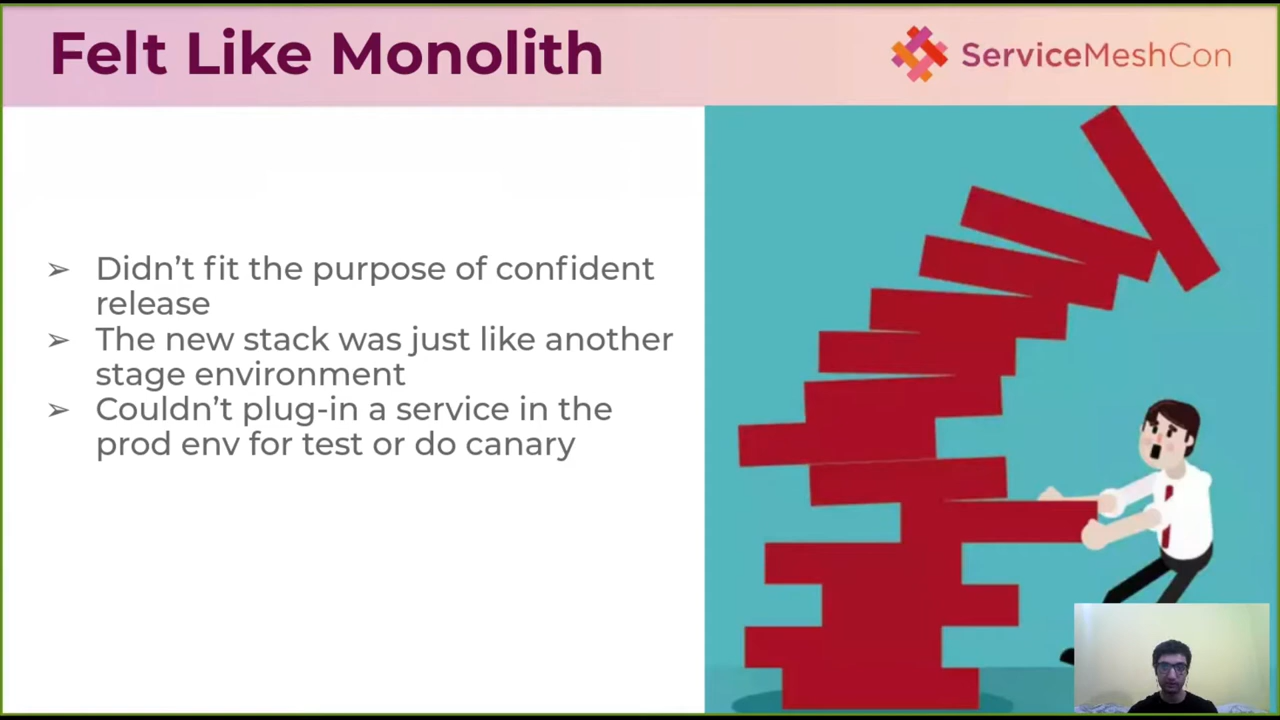 Felt Like Monolith
ServiceMeshCon
➢ Didn't fit the purpose of confident
release
➢ The new stack was just like another
stage environment
➢ Couldn't plug-in a service in the
prod env for test or do canary